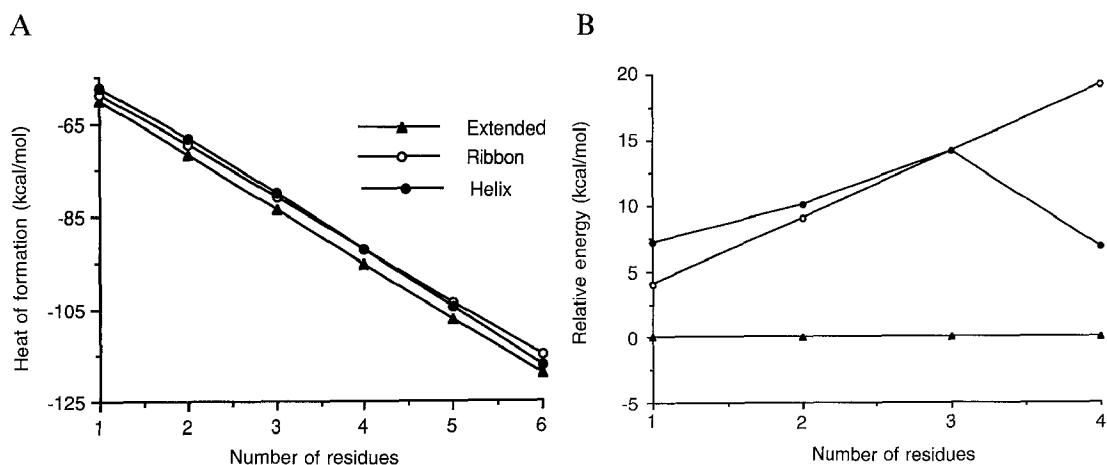 A
Heat of formation (kcal/mol)
-65
-85
-105
-125
1 2 3 4 5 6
Number of residues
Extended
Ribbon
Helix
B
Relative energy (kcal/mol)
20
15
10
5
0
-5
1 2 3 4
Number of residues